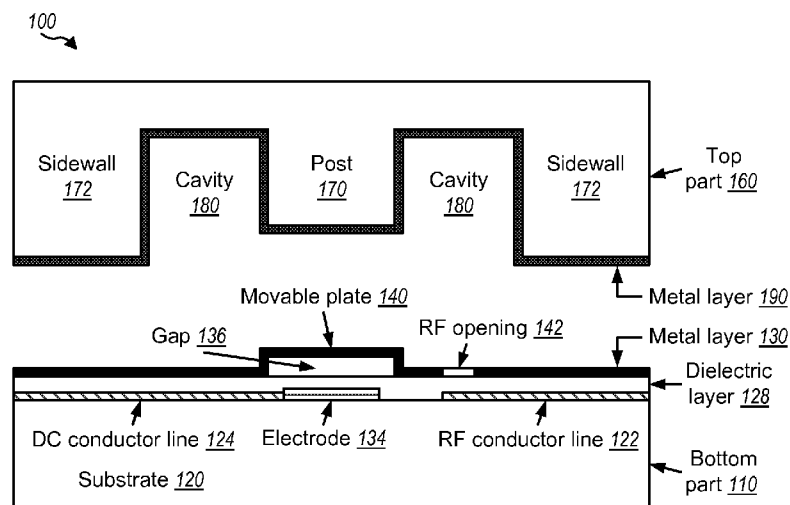 100
Sidewall
172
Cavity
180
Post
170
Cavity
180
Sidewall
172
Top
part 160
Movable plate 140
Metal layer 190
Gap 136
RF opening 142
Metal layer 130
Dielectric
layer 128
DC conductor line 124
Electrode 134
RF conductor line 122
Substrate 120
Bottom
part 110